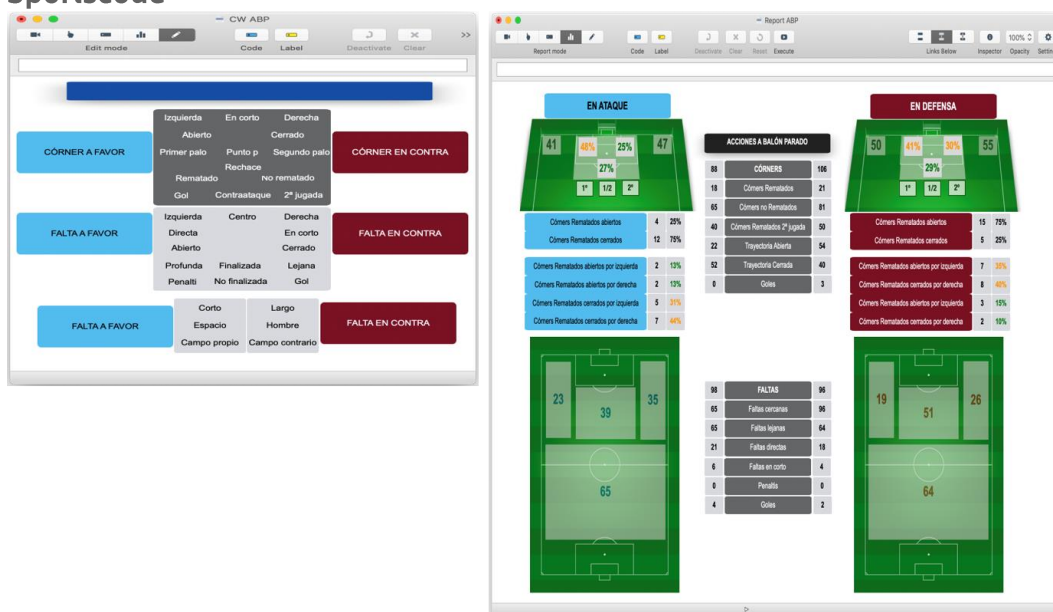 Sportscode
CW ABP
Edit mode
Code
Label
Deactivate
Clear
>>
Izquierda En corto Derecha
Abierto Cerrado
Primer palo Punto p Segundo palo
Rechace
Rematado No rematado
Gol Contraataque 2ª jugada
CÓRNER A FAVOR
CÓRNER EN CONTRA
Izquierda Centro Derecha
Directa En corto
Abierto Cerrado
Profunda Finalizada Lejana
Penalti No finalizada Gol
FALTA A FAVOR
FALTA EN CONTRA
Corto Largo
Espacio Hombre
Campo propio Campo contrario
FALTA A FAVOR
FALTA EN CONTRA
Report ABP
Report mode
Code
Label
Deactivate
Clear
Reset
Execute
Links Below
Inspector
100%
Opacity
Settin
EN ATAQUE
41 48% 25% 47
27%
1º 1/2 2º
Córners Rematados abiertos 4 25%
Córners Rematados cerrados 12 75%
Córners Rematados abiertos por izquierda 2 13%
Córners Rematados abiertos por derecha 2 13%
Córners Rematados cerrados por izquierda 5 31%
Córners Rematados cerrados por derecha 7 44%
ACCIONES A BALÓN PARADO
88 CÓRNERS 106
18 Córners Rematados 21
65 Córners no Rematados 81
40 Córners Rematados 2ª jugada 50
22 Trayectoria Abierta 54
52 Trayectoria Cerrada 40
0 Goles 3
EN DEFENSA
50 41% 30% 55
29%
1º 1/2 2º
Córners Rematados abiertos 15 75%
Córners Rematados cerrados 5 25%
Córners Rematados abiertos por izquierda 7 35%
Córners Rematados cerrados por derecha 8 40%
Córners Rematados abiertos por izquierda 3 15%
Córners Rematados cerrados por derecha 2 10%
23 39 35
65
98 FALTAS 96
65 Faltas cercanas 96
65 Faltas lejanas 64
21 Faltas directas 18
6 Faltas en corto 4
0 Penaltis 0
4 Goles 2
19 51 26
64